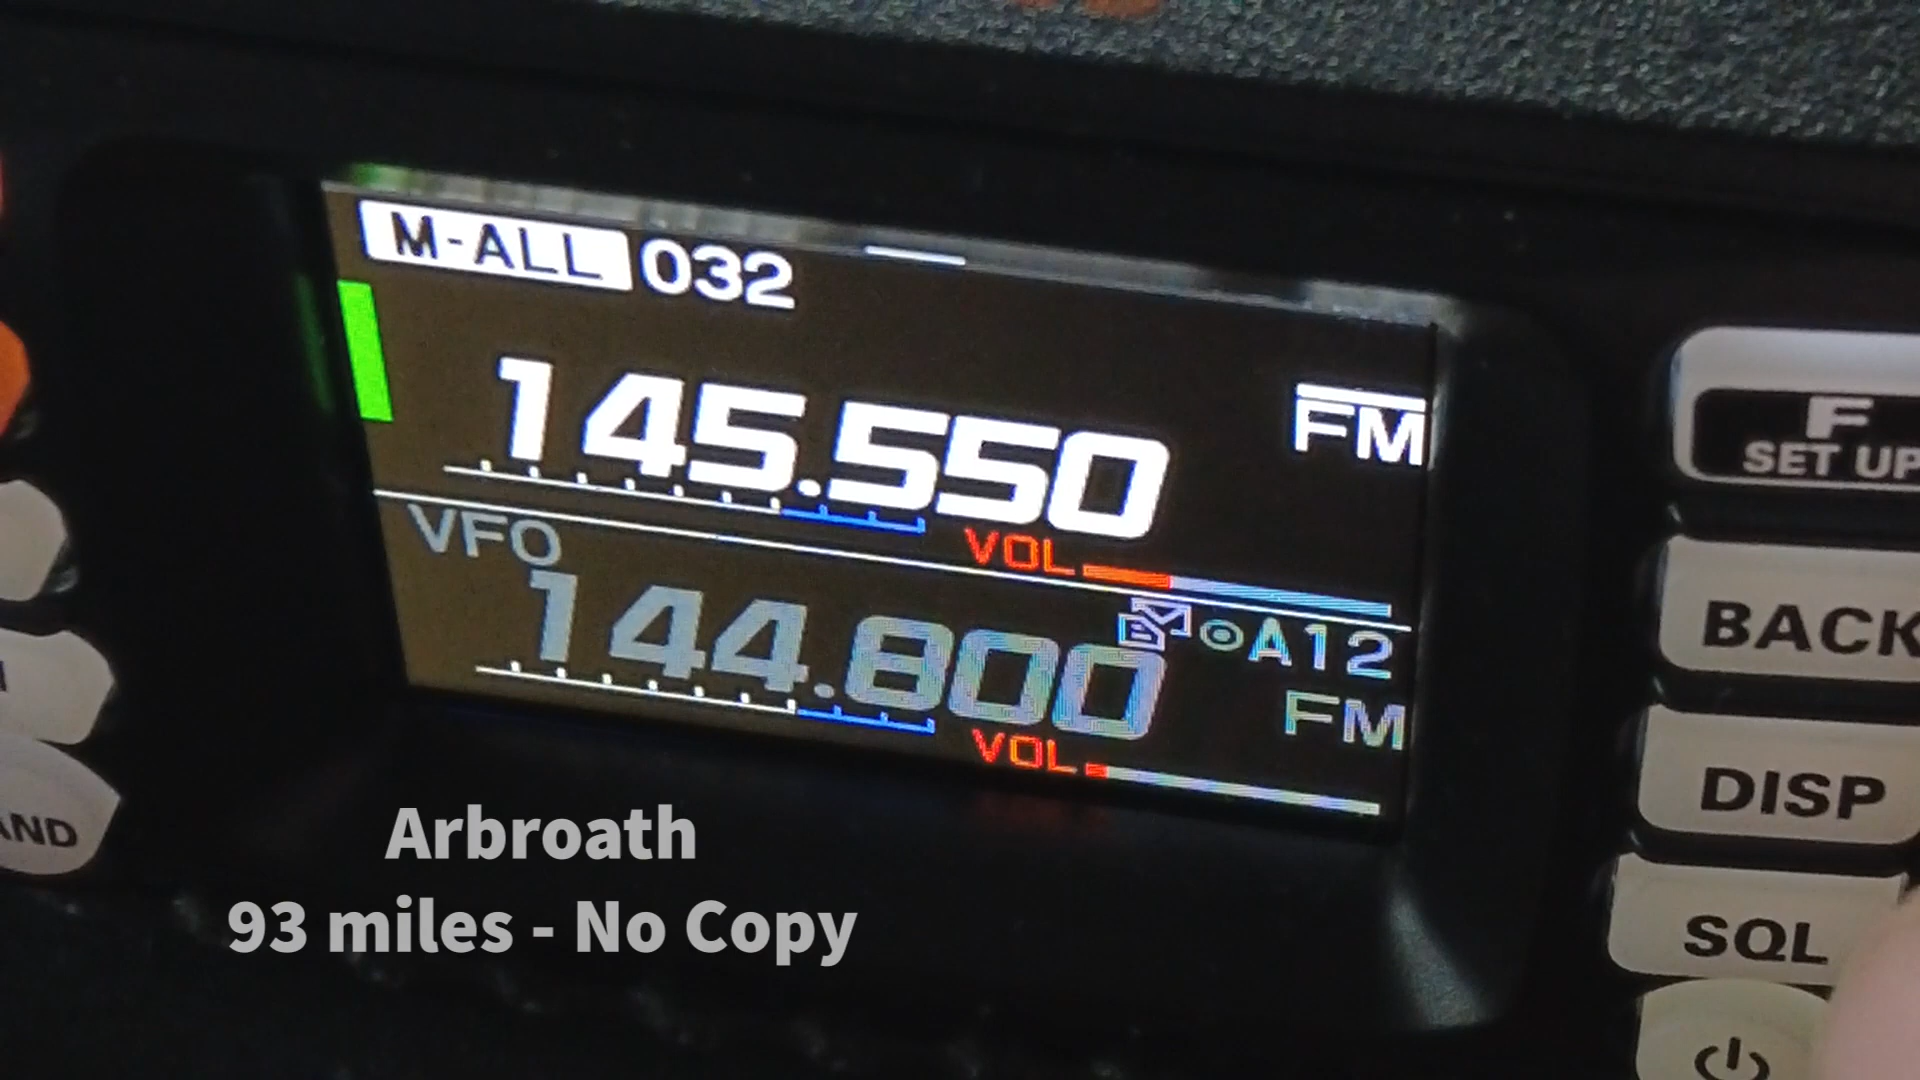 M-ALL 032
145.550 FM
VOL
VFO
A12
144.800 FM
VOL
F
SET UP
BACK
DISP
SQL
Arbroath
93 miles - No Copy